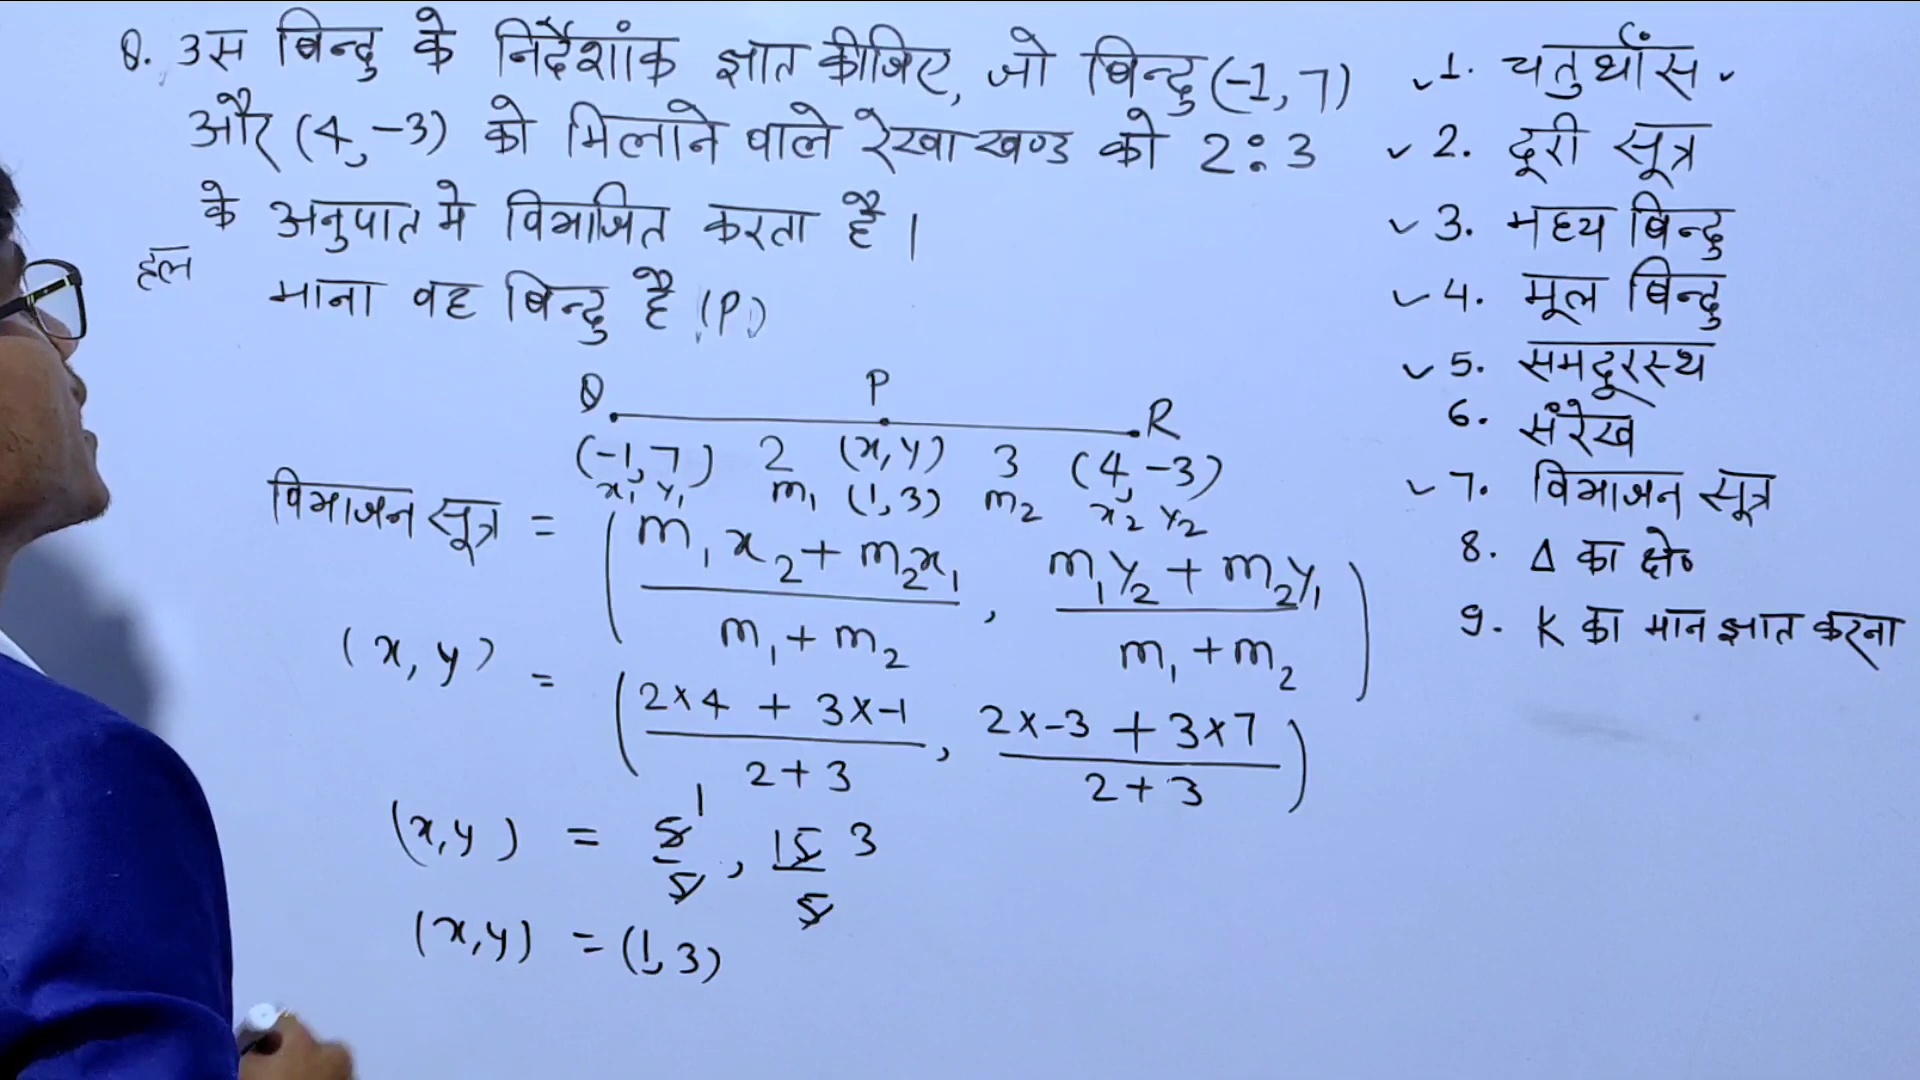 Q. उस बिन्दु के निर्देशांक ज्ञात कीजिए, जो बिन्दु (-1, 7)
और (4, -3) को मिलाने वाले रेखाखण्ड को 2:3
के अनुपात मे विभाजित करता है।
हल
माना वह बिन्दु है (P)
Q P R
(-1, 7) 2 (x, y) 3 (4, -3)
x₁ y₁ m₁ (1, 3) m₂ x₂ y₂
विभाजन सूत्र = (m₁x₂ + m₂x₁ / m₁ + m₂ , m₁y₂ + m₂y₁ / m₁ + m₂)
(x, y) = (2×4 + 3×-1 / 2+3 , 2×-3 + 3×7 / 2+3)
(x, y) = 5/5 1 , 15/5 3
(x, y) = (1, 3)
1. चतुर्थांस
2. दूरी सूत्र
3. मध्य बिन्दु
4. मूल बिन्दु
5. समदूरस्थ
6. संरेख
7. विभाजन सूत्र
8. Δ का क्षे०
9. K का मान ज्ञात करना